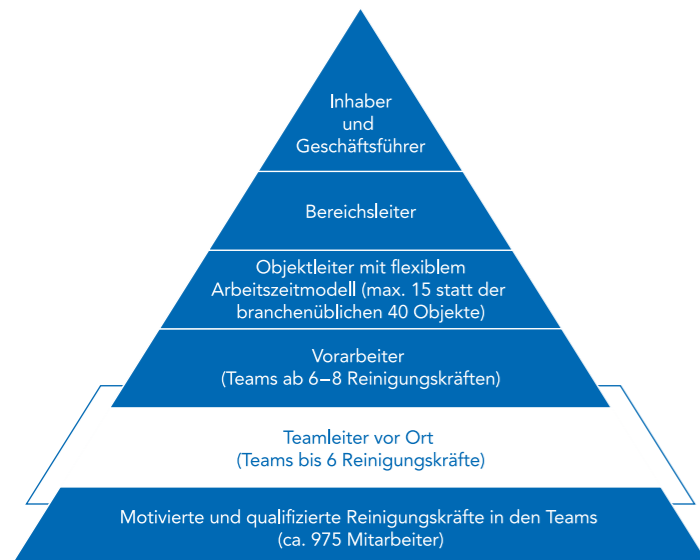 Inhaber
und
Geschäftsführer
Bereichsleiter
Objektleiter mit flexiblem
Arbeitszeitmodell (max. 15 statt der
branchenüblichen 40 Objekte)
Vorarbeiter
(Teams ab 6–8 Reinigungskräften)
Teamleiter vor Ort
(Teams bis 6 Reinigungskräfte)
Motivierte und qualifizierte Reinigungskräfte in den Teams
(ca. 975 Mitarbeiter)